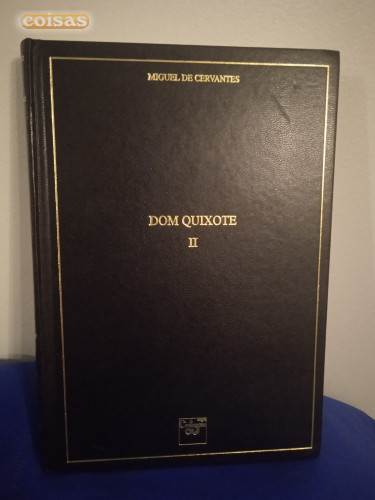 coisas
MIGUEL DE CERVANTES
DOM QUIXOTE
II